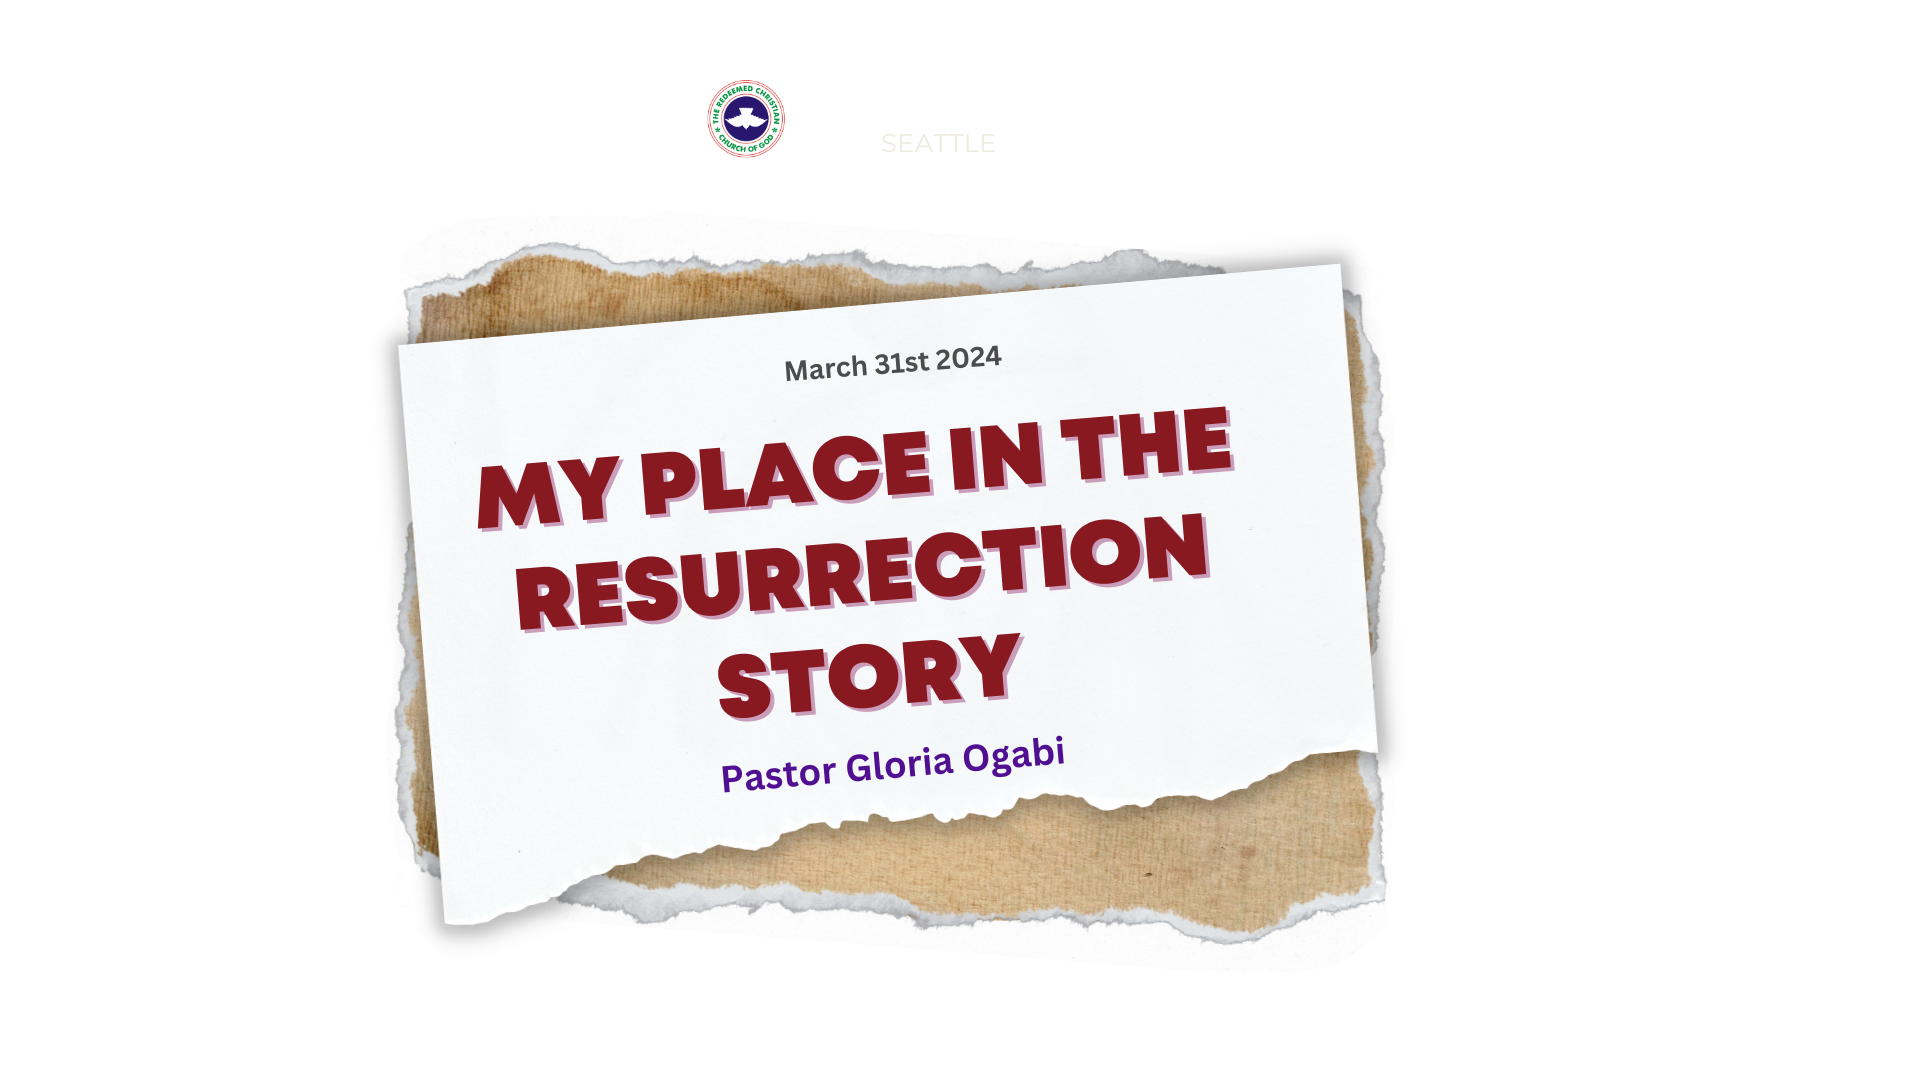 THE REDEEMED CHRISTIAN
CHURCH OF GOD
SEATTLE
March 31st 2024
MY PLACE IN THE
RESURRECTION
STORY
Pastor Gloria Ogabi